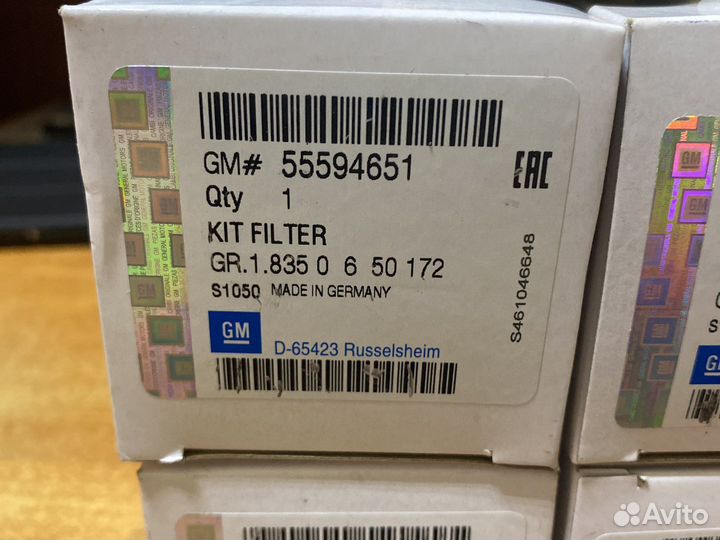 GM# 55594651
EAC
Qty 1
KIT FILTER
GR.1.835 0 6 50 172
S1050 MADE IN GERMANY
GM
D-65423 Russelsheim
S461046648
GM
Avito